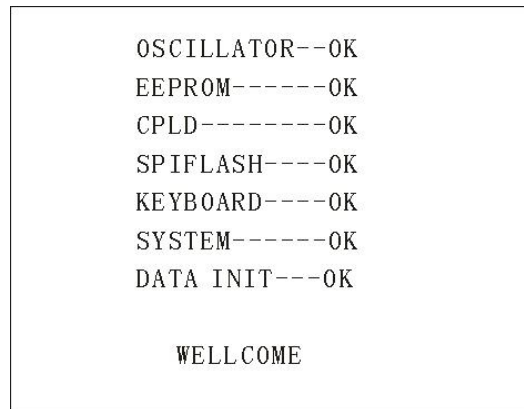 OSCILLATOR--OK
EEPROM------OK
CPLD--------OK
SPIFLASH----OK
KEYBOARD----OK
SYSTEM------OK
DATA INIT---OK
WELLCOME